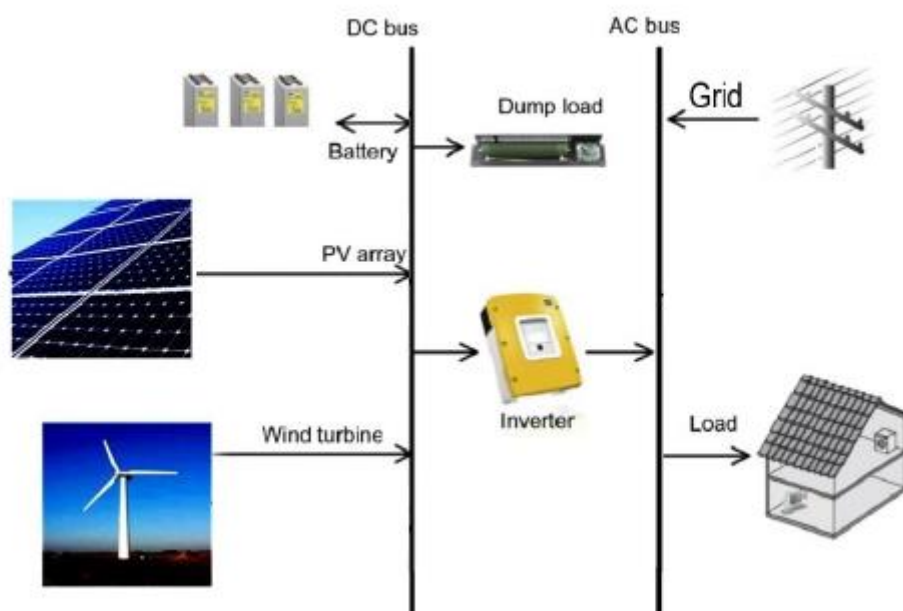 DC bus
AC bus
Dump load
Grid
Battery
PV array
Wind turbine
Inverter
Load